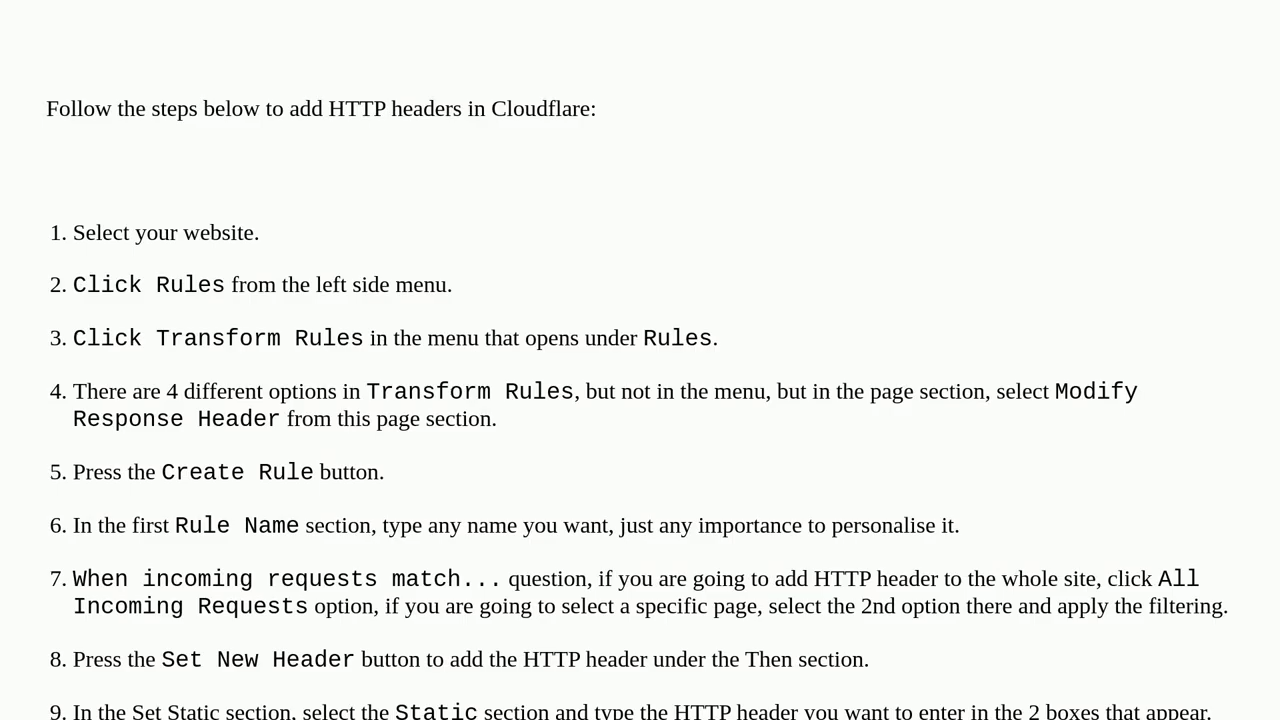 Follow the steps below to add HTTP headers in Cloudflare:
1. Select your website.
2. Click Rules from the left side menu.
3. Click Transform Rules in the menu that opens under Rules.
4. There are 4 different options in Transform Rules, but not in the menu, but in the page section, select Modify
Response Header from this page section.
5. Press the Create Rule button.
6. In the first Rule Name section, type any name you want, just any importance to personalise it.
7. When incoming requests match... question, if you are going to add HTTP header to the whole site, click All
Incoming Requests option, if you are going to select a specific page, select the 2nd option there and apply the filtering.
8. Press the Set New Header button to add the HTTP header under the Then section.
9. In the Set Static section, select the Static section and type the HTTP header you want to enter in the 2 boxes that appear.